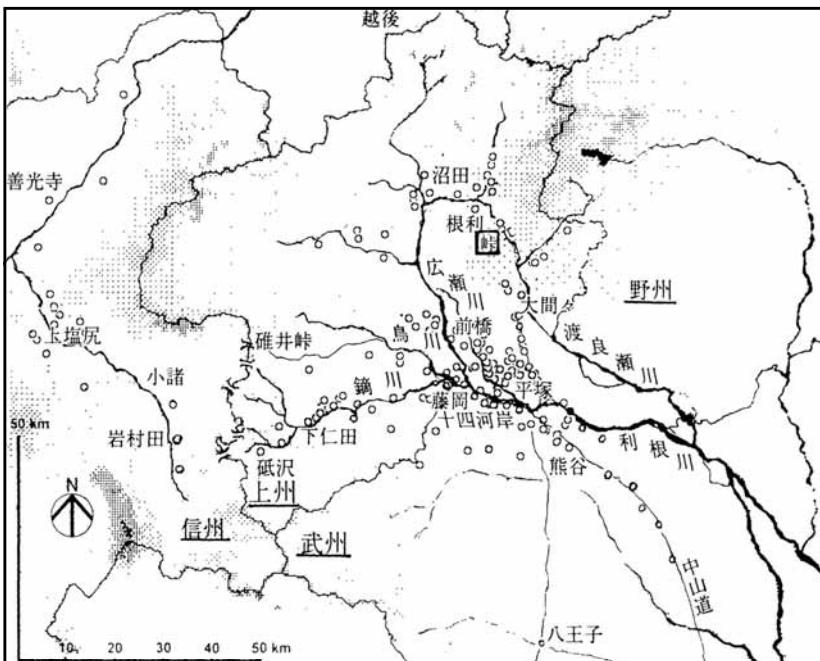 越後
善光寺
沼田
根利
峠
広瀬川
大間々
野州
渡良瀬川
上塩尻
碓井峠
烏川
前橋
小諸
鏑川
藤岡
平塚
十四河岸
利根川
50 km
岩村田
下仁田
熊谷
砥沢
上州
信州
武州
中山道
八王子
10 20 30 40 50 km